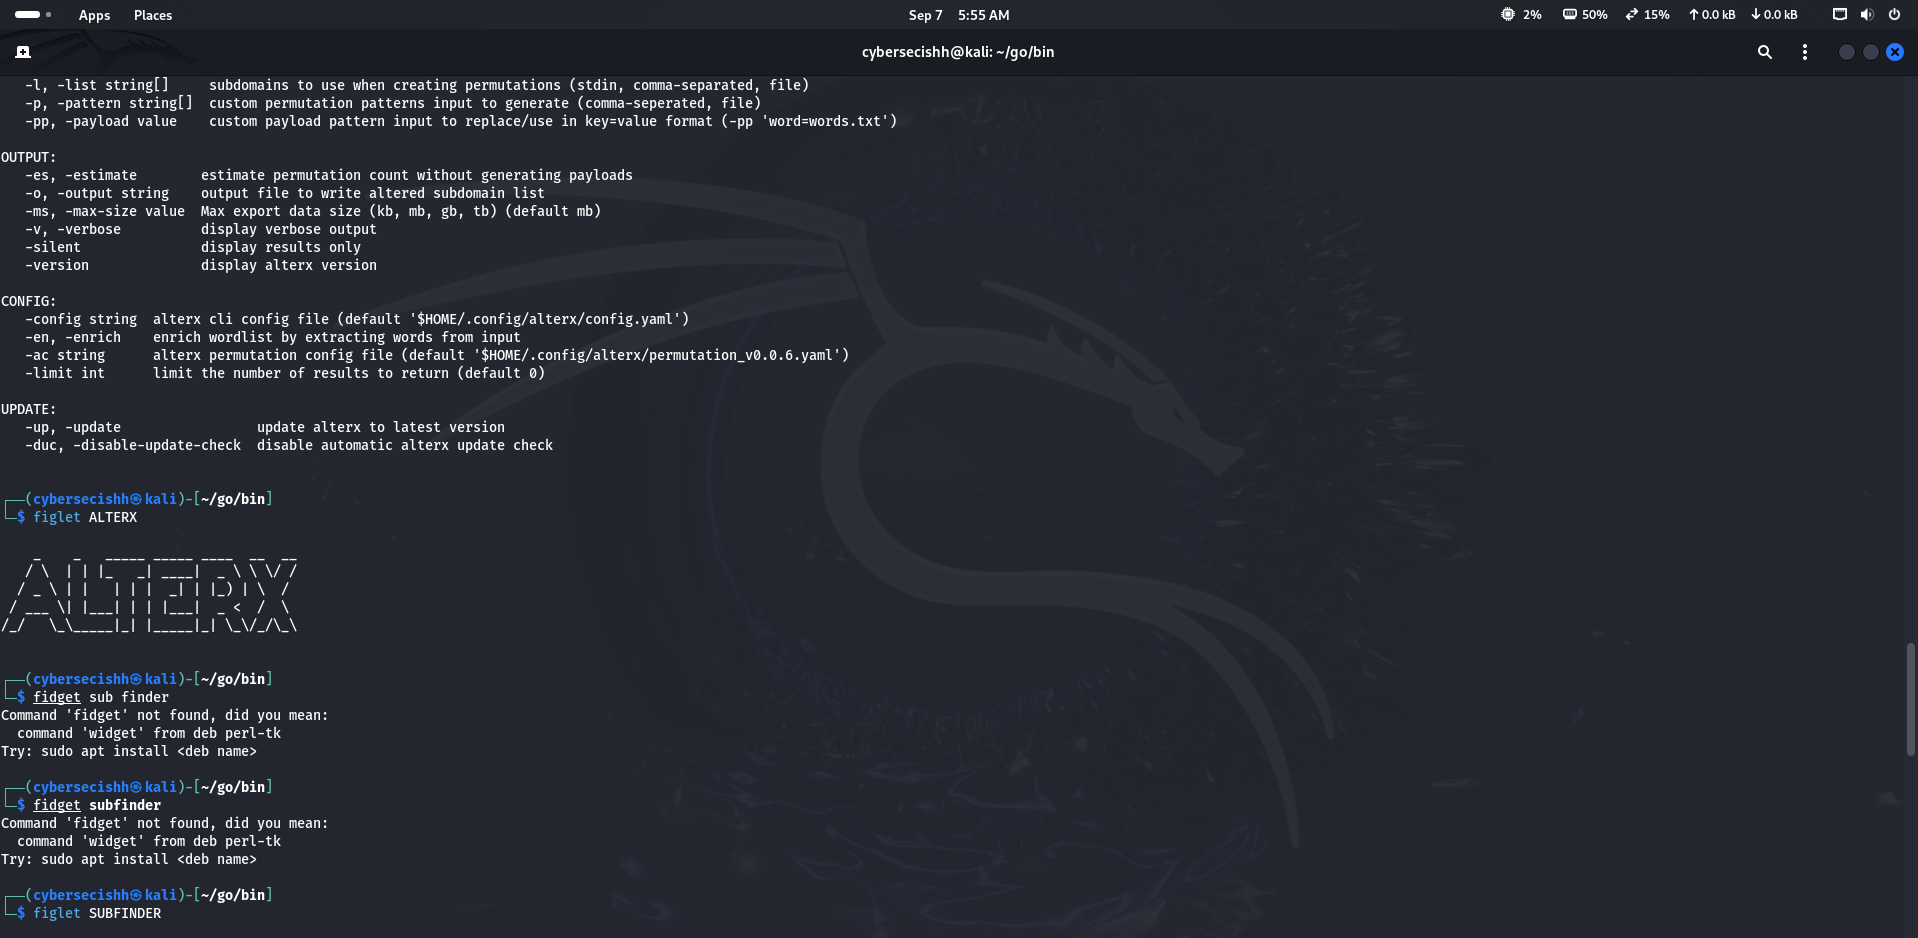 Apps Places Sep 7 5:55 AM 2% 50% 15% 0.0 kB 0.0 kB
cybersecishh@kali: ~/go/bin
-l, -list string[]     subdomains to use when creating permutations (stdin, comma-separated, file)
-p, -pattern string[]  custom permutation patterns input to generate (comma-seperated, file)
-pp, -payload value    custom payload pattern input to replace/use in key=value format (-pp 'word=words.txt')
OUTPUT:
-es, -estimate        estimate permutation count without generating payloads
-o, -output string    output file to write altered subdomain list
-ms, -max-size value  Max export data size (kb, mb, gb, tb) (default mb)
-v, -verbose          display verbose output
-silent               display results only
-version              display alterx version
CONFIG:
-config string  alterx cli config file (default '$HOME/.config/alterx/config.yaml')
-en, -enrich    enrich wordlist by extracting words from input
-ac string      alterx permutation config file (default '$HOME/.config/alterx/permutation_v0.0.6.yaml')
-limit int      limit the number of results to return (default 0)
UPDATE:
-up, -update                 update alterx to latest version
-duc, -disable-update-check  disable automatic alterx update check
┌──(cybersecishh㉿kali)-[~/go/bin]
└─$ figlet ALTERX
ALTERX
┌──(cybersecishh㉿kali)-[~/go/bin]
└─$ fidget sub finder
Command 'fidget' not found, did you mean:
command 'widget' from deb perl-tk
Try: sudo apt install <deb name>
┌──(cybersecishh㉿kali)-[~/go/bin]
└─$ fidget subfinder
Command 'fidget' not found, did you mean:
command 'widget' from deb perl-tk
Try: sudo apt install <deb name>
┌──(cybersecishh㉿kali)-[~/go/bin]
└─$ figlet SUBFINDER